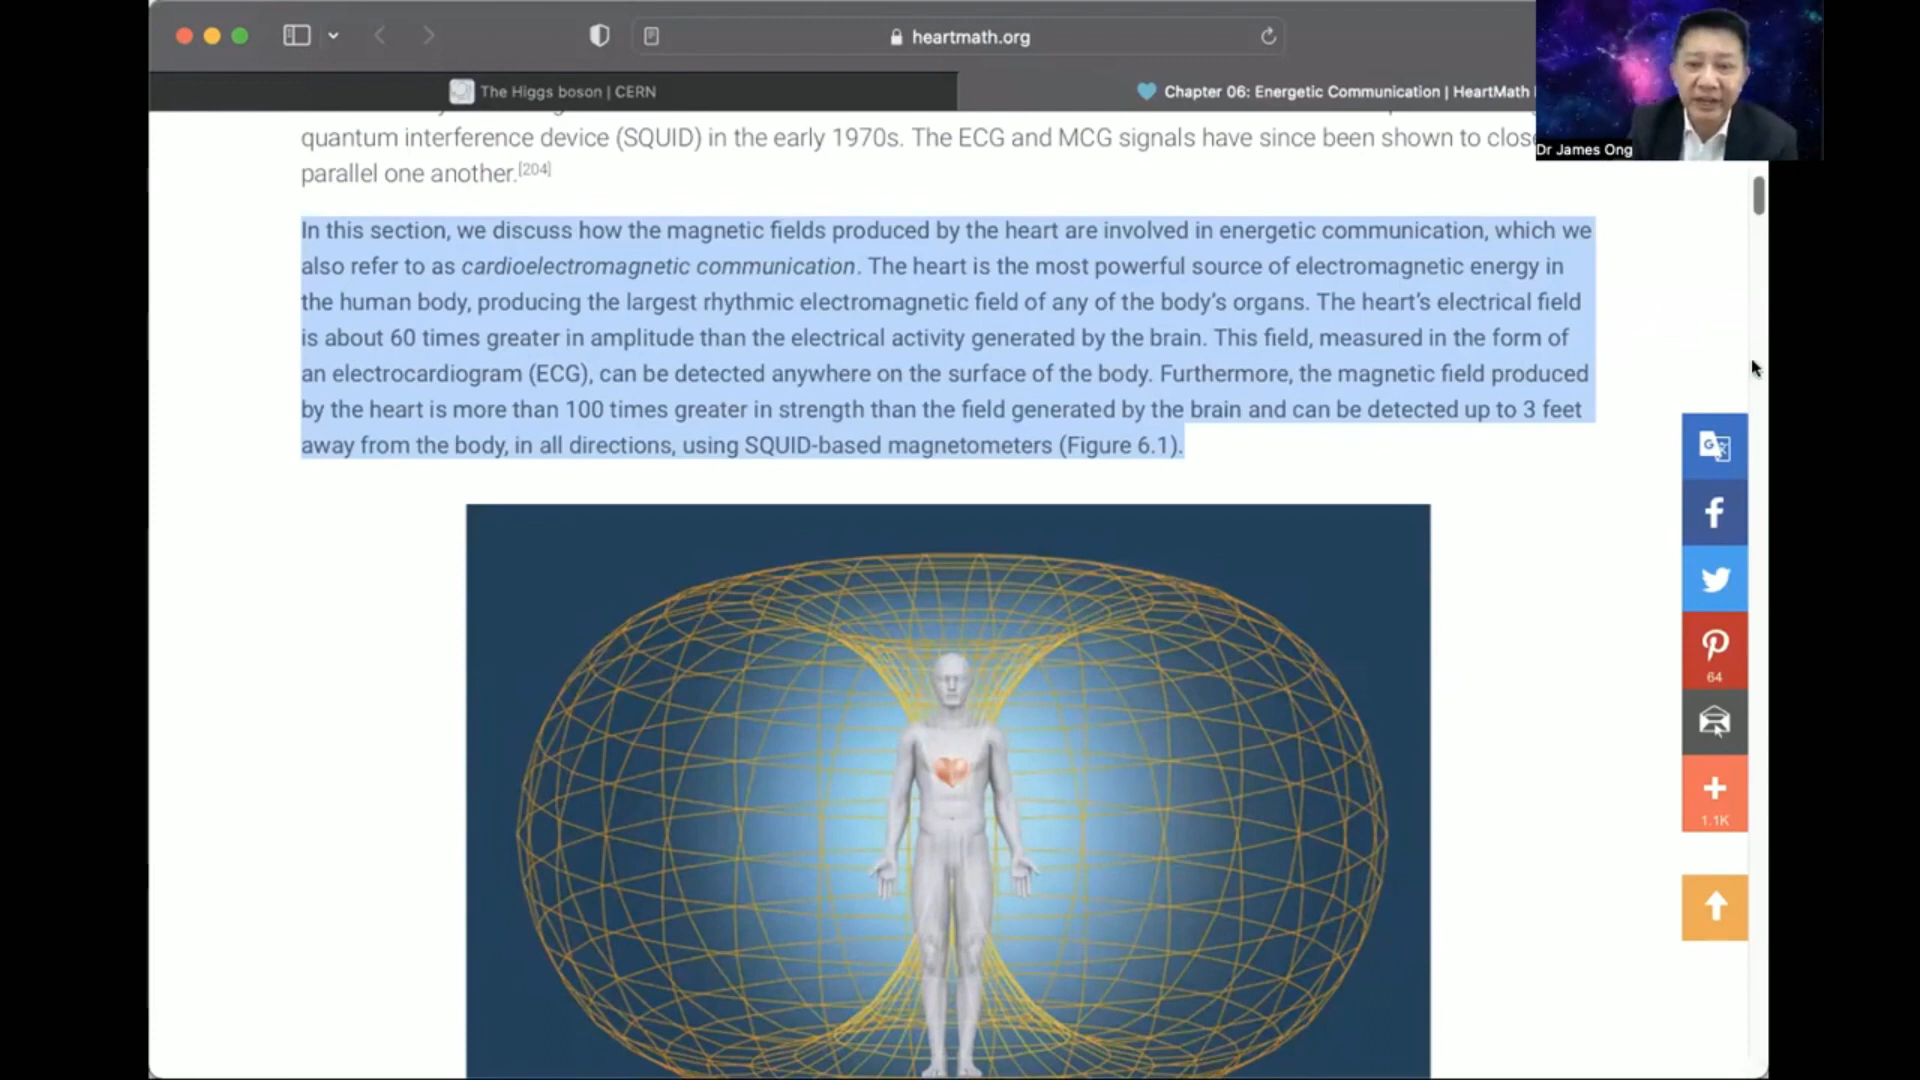 heartmath.org
The Higgs boson | CERN
Chapter 06: Energetic Communication | HeartMath
Dr James Ong
quantum interference device (SQUID) in the early 1970s. The ECG and MCG signals have since been shown to
parallel one another.[204]
In this section, we discuss how the magnetic fields produced by the heart are involved in energetic communication, which we
also refer to as cardioelectromagnetic communication. The heart is the most powerful source of electromagnetic energy in
the human body, producing the largest rhythmic electromagnetic field of any of the body's organs. The heart's electrical field
is about 60 times greater in amplitude than the electrical activity generated by the brain. This field, measured in the form of
an electrocardiogram (ECG), can be detected anywhere on the surface of the body. Furthermore, the magnetic field produced
by the heart is more than 100 times greater in strength than the field generated by the brain and can be detected up to 3 feet
away from the body, in all directions, using SQUID-based magnetometers (Figure 6.1).
64
1.1K